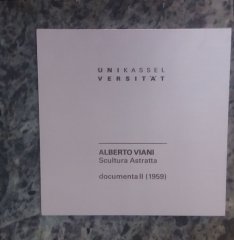 UNIKASSEL
VERSITÄT
ALBERTO VIANI
Scultura Astratta
documenta II (1959)